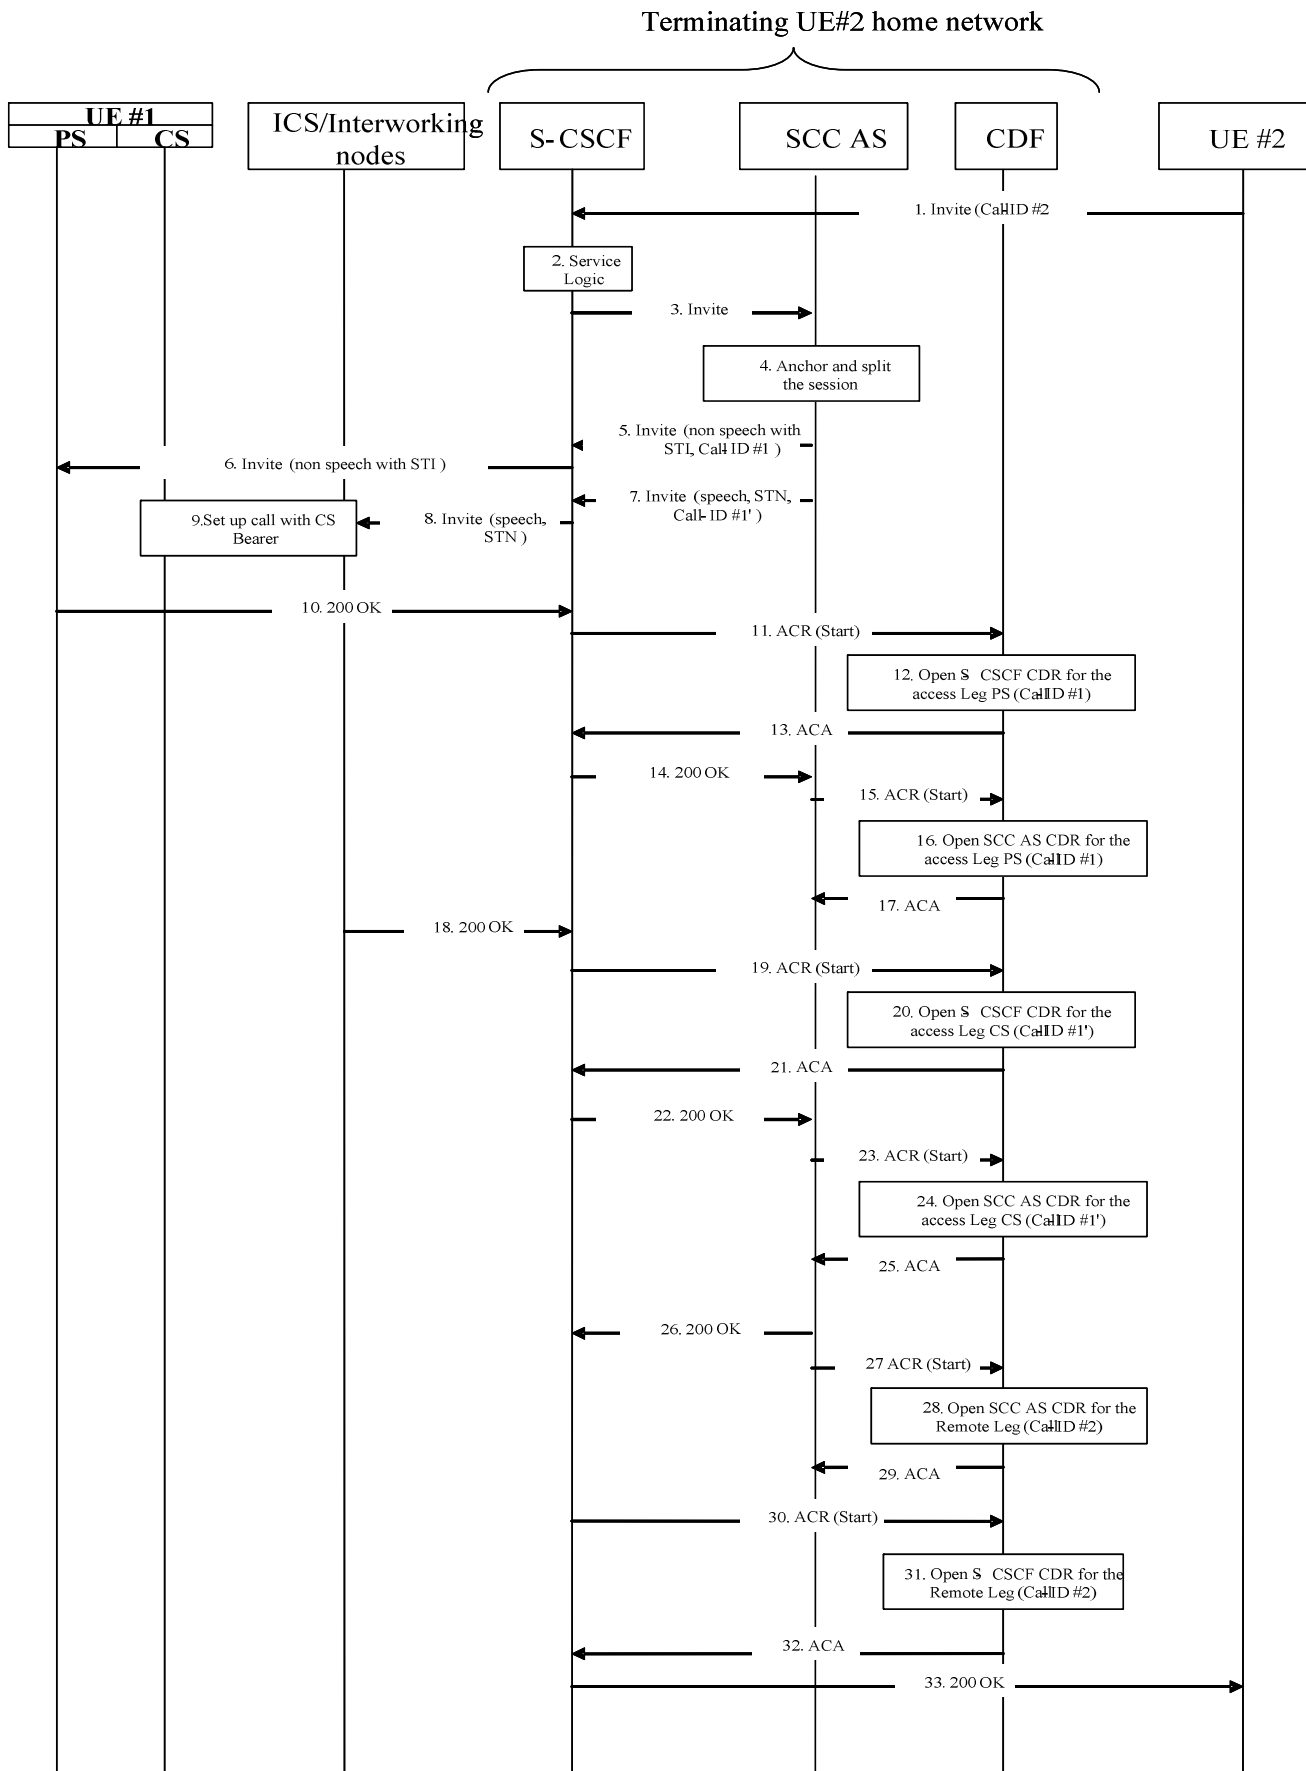 Terminating UE#2 home network
UE #1
PS
CS
ICS/Interworking
nodes
S-CSCF
SCC AS
CDF
UE #2
1. Invite (Call-ID #2
2. Service
Logic
3. Invite
4. Anchor and split
the session
5. Invite (non speech with
STI, Call-ID #1 )
6. Invite (non speech with STI )
7. Invite (speech, STN,
Call-ID #1' )
8. Invite (speech,
STN )
9.Set up call with CS
Bearer
10. 200 OK
11. ACR (Start)
12. Open S-CSCF CDR for the
access Leg PS (Call-ID #1)
13. ACA
14. 200 OK
15. ACR (Start)
16. Open SCC AS CDR for the
access Leg PS (Call-ID #1)
17. ACA
18. 200 OK
19. ACR (Start)
20. Open S-CSCF CDR for the
access Leg CS (Call-ID #1')
21. ACA
22. 200 OK
23. ACR (Start)
24. Open SCC AS CDR for the
access Leg CS (Call-ID #1')
25. ACA
26. 200 OK
27 ACR (Start)
28. Open SCC AS CDR for the
Remote Leg (Call-ID #2)
29. ACA
30. ACR (Start)
31. Open S-CSCF CDR for the
Remote Leg (Call-ID #2)
32. ACA
33. 200 OK